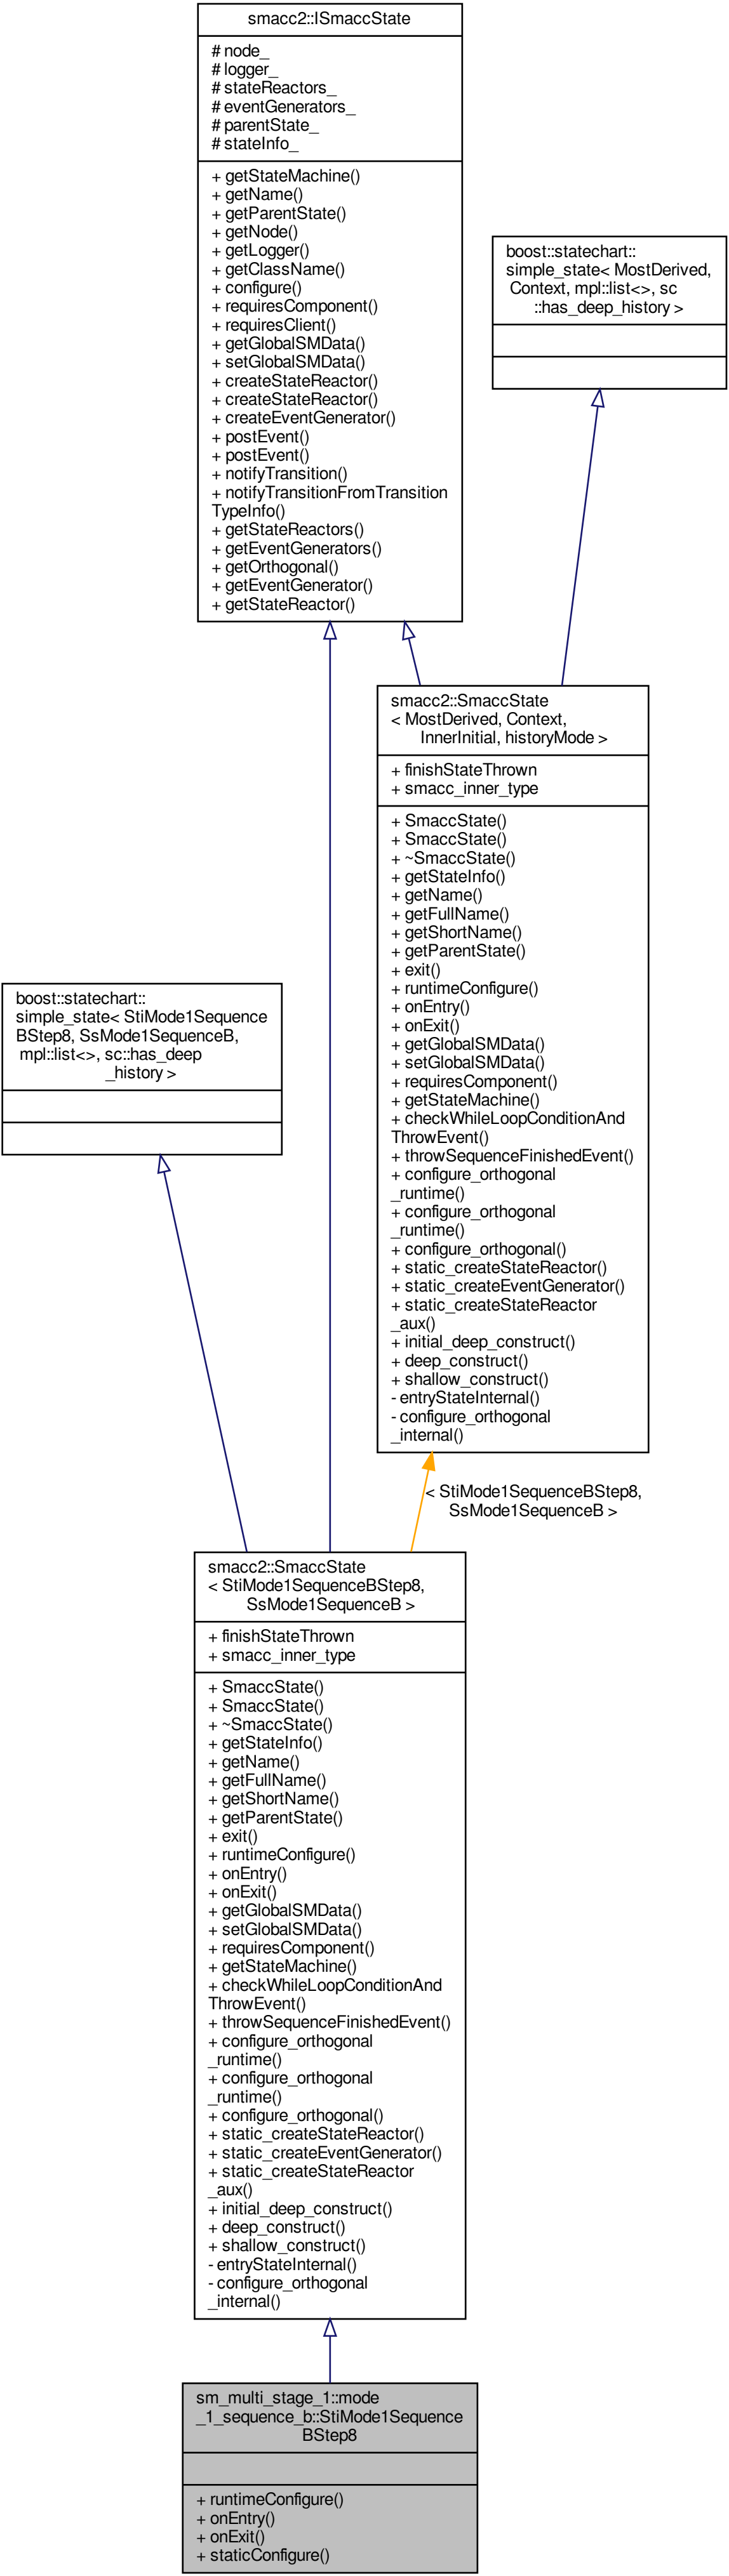 smacc2::ISmaccState
# node_
# logger_
# stateReactors_
# eventGenerators_
# parentState_
# stateInfo_
+ getStateMachine()
+ getName()
+ getParentState()
+ getNode()
+ getLogger()
+ getClassName()
+ configure()
+ requiresComponent()
+ requiresClient()
+ getGlobalSMData()
+ setGlobalSMData()
+ createStateReactor()
+ createStateReactor()
+ createEventGenerator()
+ postEvent()
+ postEvent()
+ notifyTransition()
+ notifyTransitionFromTransition
TypeInfo()
+ getStateReactors()
+ getEventGenerators()
+ getOrthogonal()
+ getEventGenerator()
+ getStateReactor()
boost::statechart::
simple_state< MostDerived,
Context, mpl::list<>, sc
::has_deep_history >
smacc2::SmaccState
< MostDerived, Context,
InnerInitial, historyMode >
+ finishStateThrown
+ smacc_inner_type
+ SmaccState()
+ SmaccState()
+ ~SmaccState()
+ getStateInfo()
+ getName()
+ getFullName()
+ getShortName()
+ getParentState()
+ exit()
+ runtimeConfigure()
+ onEntry()
+ onExit()
+ getGlobalSMData()
+ setGlobalSMData()
+ requiresComponent()
+ getStateMachine()
+ checkWhileLoopConditionAnd
ThrowEvent()
+ throwSequenceFinishedEvent()
+ configure_orthogonal
_runtime()
+ configure_orthogonal
_runtime()
+ configure_orthogonal()
+ static_createStateReactor()
+ static_createEventGenerator()
+ static_createStateReactor
_aux()
+ initial_deep_construct()
+ deep_construct()
+ shallow_construct()
- entryStateInternal()
- configure_orthogonal
_internal()
boost::statechart::
simple_state< StiMode1Sequence
BStep8, SsMode1SequenceB,
mpl::list<>, sc::has_deep
_history >
< StiMode1SequenceBStep8,
SsMode1SequenceB >
smacc2::SmaccState
< StiMode1SequenceBStep8,
SsMode1SequenceB >
+ finishStateThrown
+ smacc_inner_type
+ SmaccState()
+ SmaccState()
+ ~SmaccState()
+ getStateInfo()
+ getName()
+ getFullName()
+ getShortName()
+ getParentState()
+ exit()
+ runtimeConfigure()
+ onEntry()
+ onExit()
+ getGlobalSMData()
+ setGlobalSMData()
+ requiresComponent()
+ getStateMachine()
+ checkWhileLoopConditionAnd
ThrowEvent()
+ throwSequenceFinishedEvent()
+ configure_orthogonal
_runtime()
+ configure_orthogonal
_runtime()
+ configure_orthogonal()
+ static_createStateReactor()
+ static_createEventGenerator()
+ static_createStateReactor
_aux()
+ initial_deep_construct()
+ deep_construct()
+ shallow_construct()
- entryStateInternal()
- configure_orthogonal
_internal()
sm_multi_stage_1::mode
_1_sequence_b::StiMode1Sequence
BStep8
+ runtimeConfigure()
+ onEntry()
+ onExit()
+ staticConfigure()